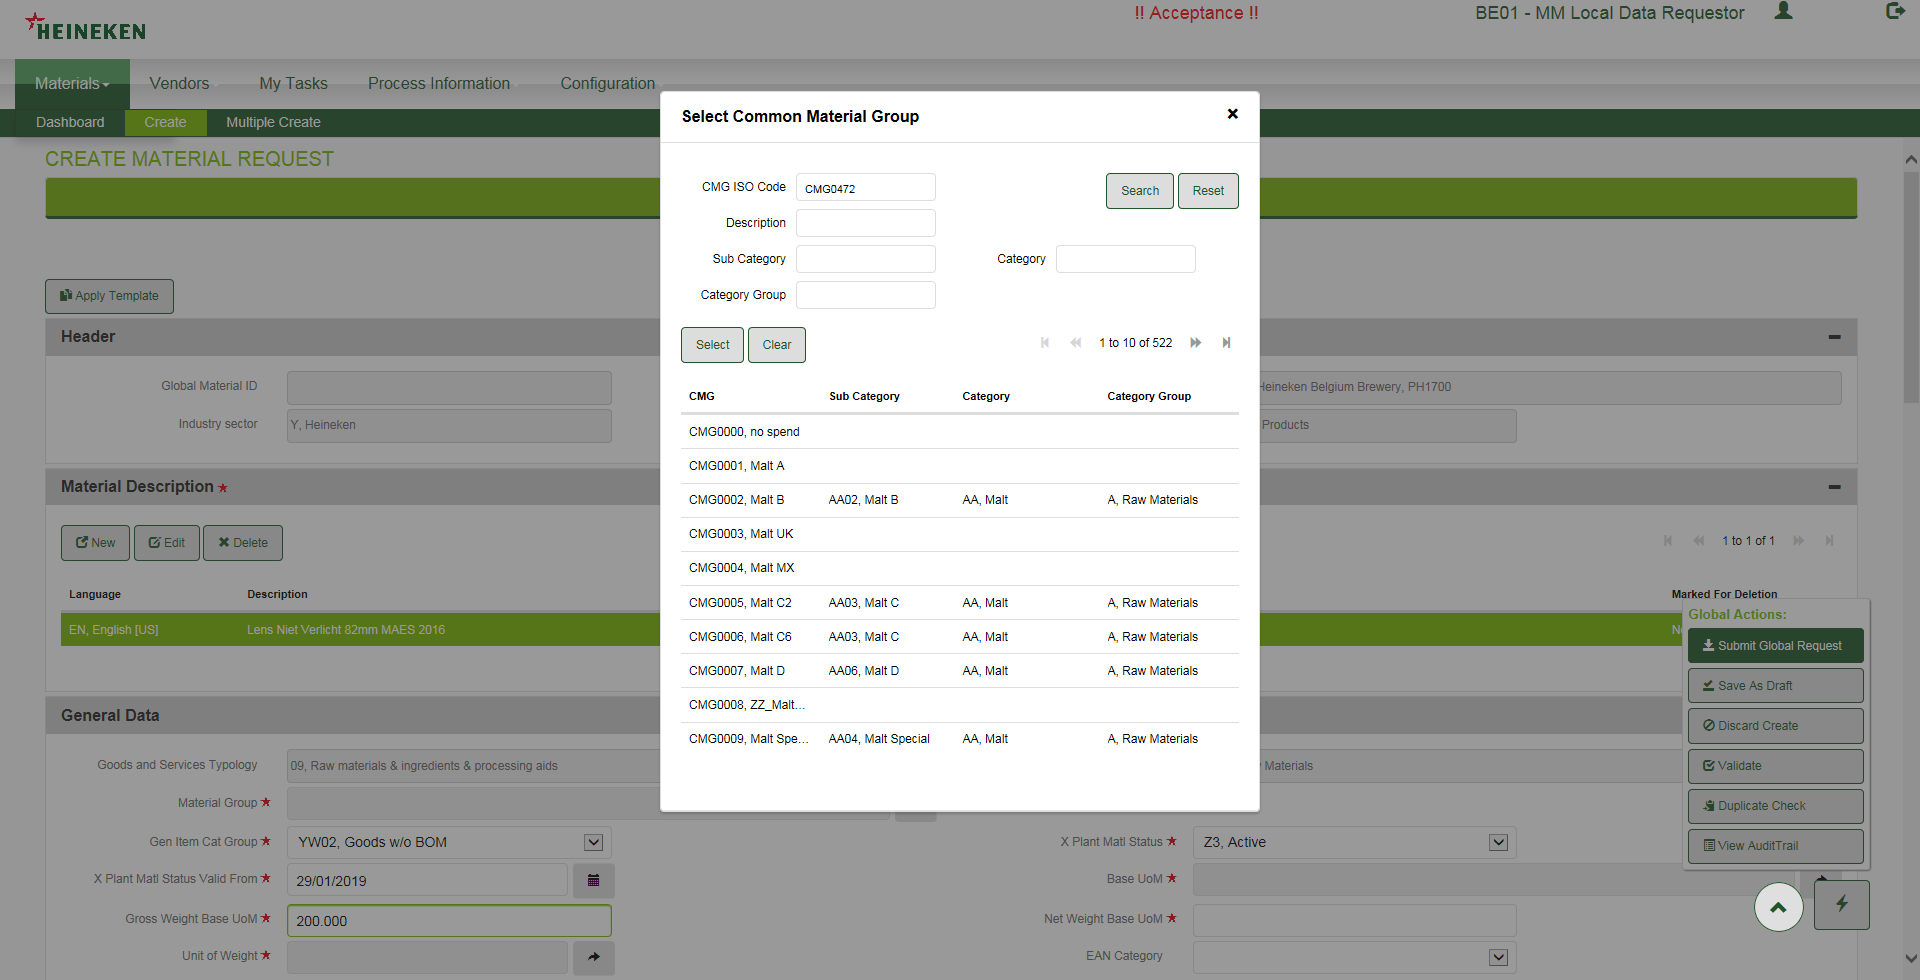 HEINEKEN
!! Acceptance !!
BE01 - MM Local Data Requestor
Materials
Vendors
My Tasks
Process Information
Configuration
Dashboard
Create
Multiple Create
CREATE MATERIAL REQUEST
Select Common Material Group
CMG ISO Code
CMG0472
Search
Reset
Description
Sub Category
Category
Category Group
Select
Clear
1 to 10 of 522
CMG Sub Category Category Category Group
CMG0000, no spend
CMG0001, Malt A
CMG0002, Malt B AA02, Malt B AA, Malt A, Raw Materials
CMG0003, Malt UK
CMG0004, Malt MX
CMG0005, Malt C2 AA03, Malt C AA, Malt A, Raw Materials
CMG0006, Malt C6 AA03, Malt C AA, Malt A, Raw Materials
CMG0007, Malt D AA06, Malt D AA, Malt A, Raw Materials
CMG0008, ZZ_Malt...
CMG0009, Malt Spe... AA04, Malt Special AA, Malt A, Raw Materials
Apply Template
Header
Global Material ID
Heineken Belgium Brewery, PH1700
Industry sector
Y, Heineken
Products
Material Description
New
Edit
Delete
1 to 1 of 1
Language Description Marked For Deletion
EN, English [US] Lens Niet Verlicht 82mm MAES 2016
General Data
Goods and Services Typology
09, Raw materials & ingredients & processing aids
Materials
Material Group
Gen Item Cat Group
YW02, Goods w/o BOM
X Plant Matl Status
Z3, Active
X Plant Matl Status Valid From
29/01/2019
Base UoM
Gross Weight Base UoM
200.000
Net Weight Base UoM
Unit of Weight
EAN Category
Global Actions:
Submit Global Request
Save As Draft
Discard Create
Validate
Duplicate Check
View AuditTrail